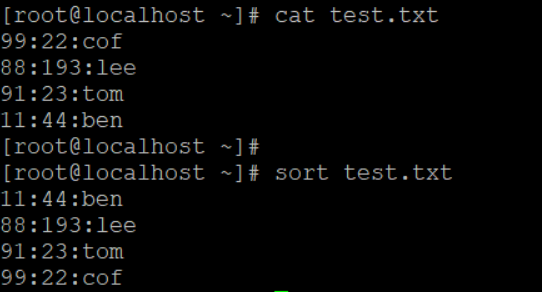 [root@localhost ~]# cat test.txt
99:22:cof
88:193:lee
91:23:tom
11:44:ben
[root@localhost ~]#
[root@localhost ~]# sort test.txt
11:44:ben
88:193:lee
91:23:tom
99:22:cof